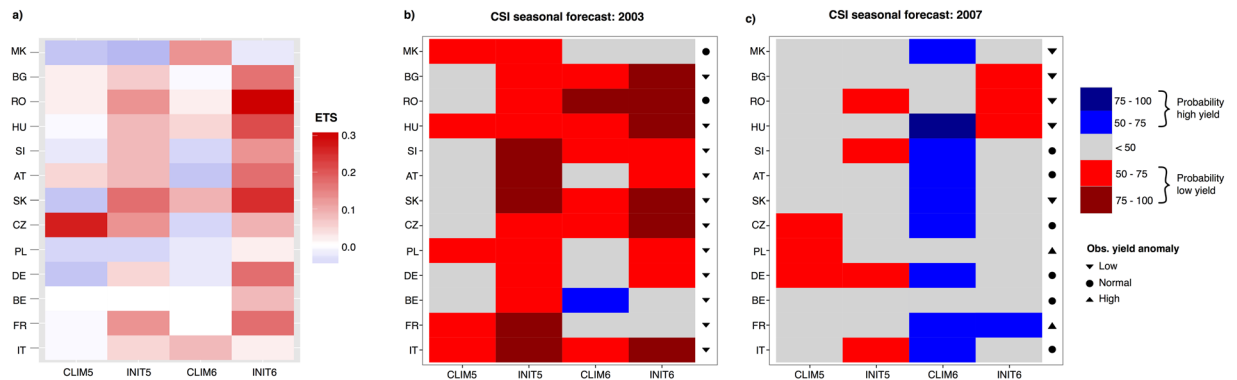 a)
MK
BG
RO
HU
SI
AT
SK
CZ
PL
DE
BE
FR
IT
CLIM5 INIT5 CLIM6 INIT6
ETS
0.3
0.2
0.1
0.0
b) CSI seasonal forecast: 2003
MK
BG
RO
HU
SI
AT
SK
CZ
PL
DE
BE
FR
IT
CLIM5 INIT5 CLIM6 INIT6
c) CSI seasonal forecast: 2007
MK
BG
RO
HU
SI
AT
SK
CZ
PL
DE
BE
FR
IT
CLIM5 INIT5 CLIM6 INIT6
75 - 100
50 - 75
Probability
high yield
< 50
50 - 75
75 - 100
Probability
low yield
Obs. yield anomaly
Low
Normal
High